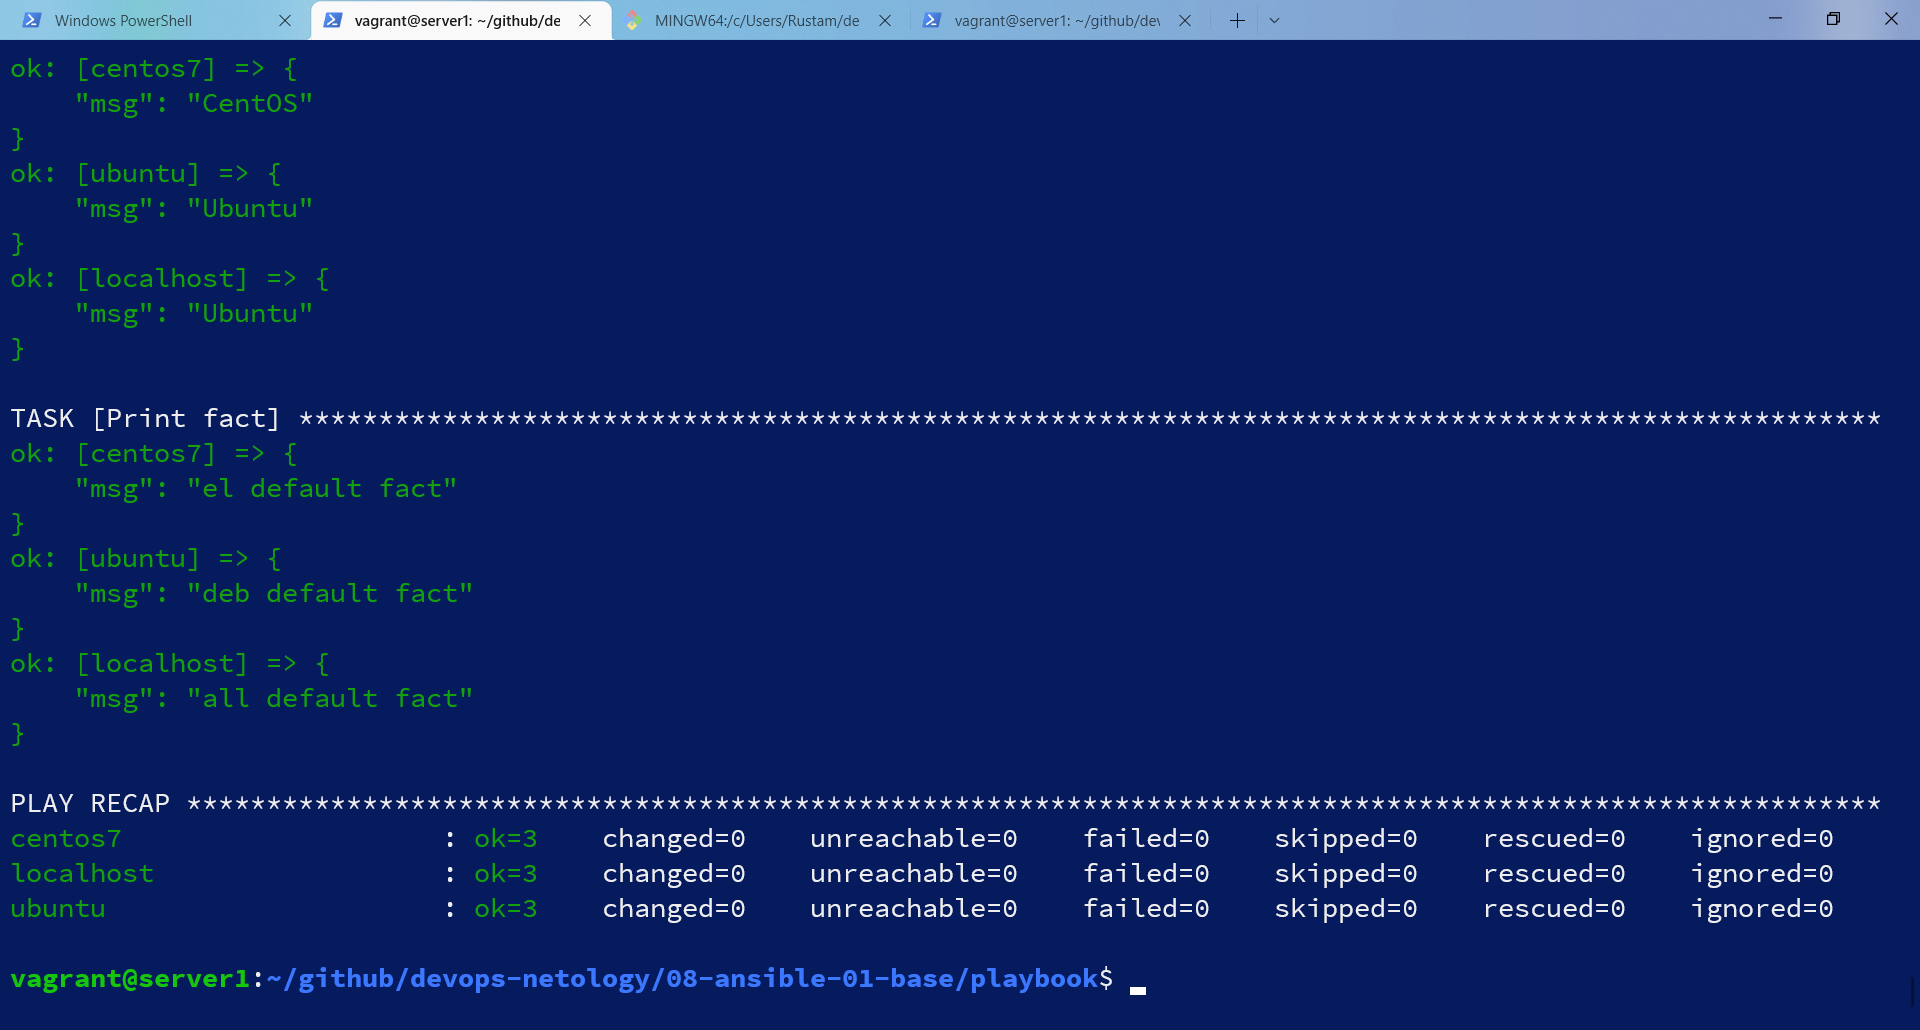 Windows PowerShell
vagrant@server1: ~/github/de
MINGW64:/c/Users/Rustam/de
vagrant@server1: ~/github/dev
ok: [centos7] => {
    "msg": "CentOS"
}
ok: [ubuntu] => {
    "msg": "Ubuntu"
}
ok: [localhost] => {
    "msg": "Ubuntu"
}
TASK [Print fact] ***************************************************************************************************
ok: [centos7] => {
    "msg": "el default fact"
}
ok: [ubuntu] => {
    "msg": "deb default fact"
}
ok: [localhost] => {
    "msg": "all default fact"
}
PLAY RECAP **********************************************************************************************************
centos7                    : ok=3    changed=0    unreachable=0    failed=0    skipped=0    rescued=0    ignored=0
localhost                  : ok=3    changed=0    unreachable=0    failed=0    skipped=0    rescued=0    ignored=0
ubuntu                     : ok=3    changed=0    unreachable=0    failed=0    skipped=0    rescued=0    ignored=0
vagrant@server1:~/github/devops-netology/08-ansible-01-base/playbook$